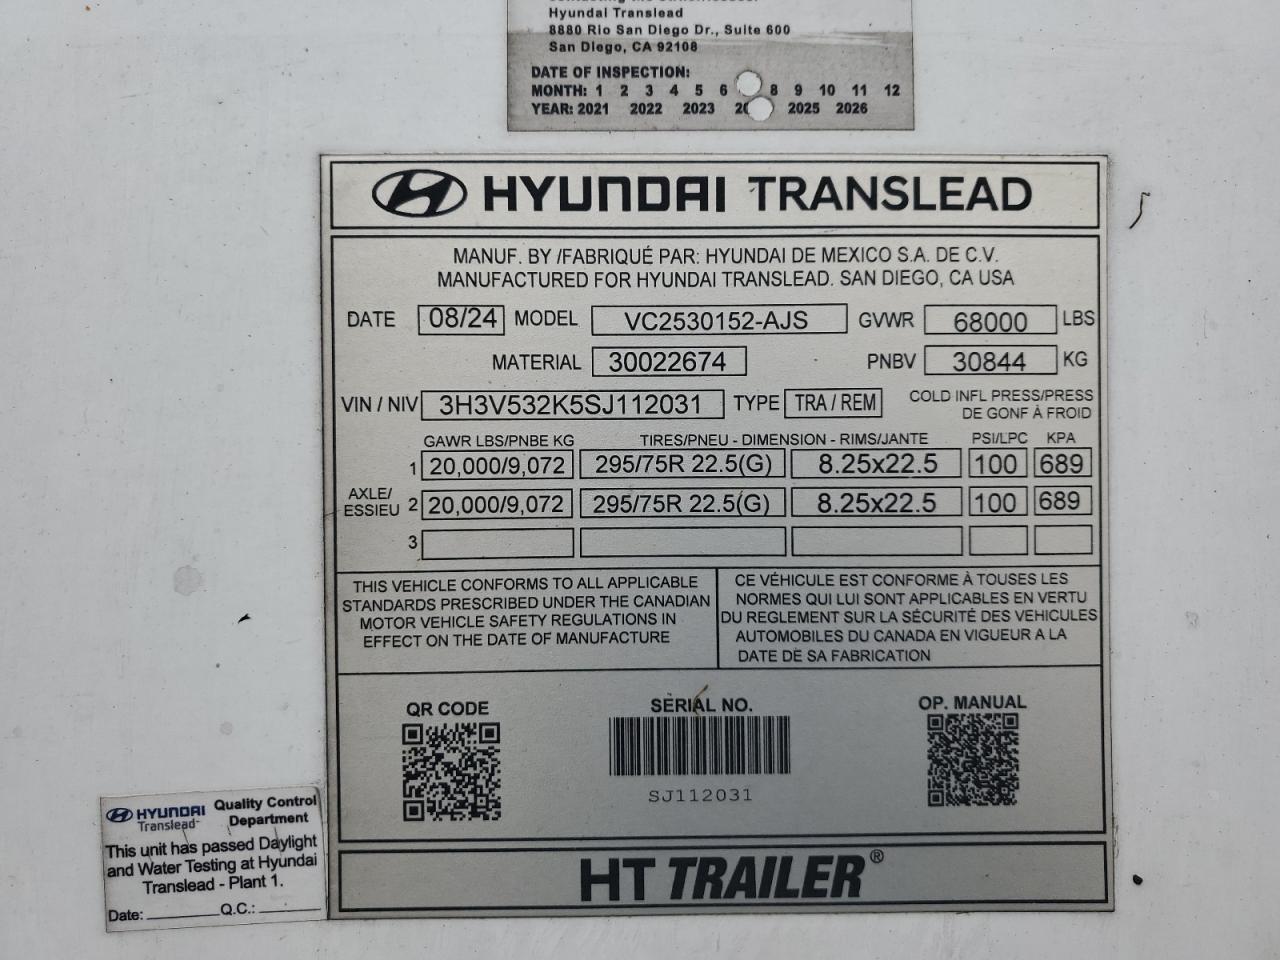 Hyundai Translead
8880 Rio San Diego Dr., Suite 600
San Diego, CA 92108
DATE OF INSPECTION:
MONTH: 1 2 3 4 5 6 8 9 10 11 12
YEAR: 2021 2022 2023 20 2025 2026
HYUNDAI TRANSLEAD
MANUF. BY /FABRIQUÉ PAR: HYUNDAI DE MEXICO S.A. DE C.V.
MANUFACTURED FOR HYUNDAI TRANSLEAD. SAN DIEGO, CA USA
DATE 08/24 MODEL VC2530152-AJS GVWR 68000 LBS
MATERIAL 30022674 PNBV 30844 KG
VIN / NIV 3H3V532K5SJ112031 TYPE TRA / REM COLD INFL PRESS/PRESS
DE GONF À FROID
GAWR LBS/PNBE KG TIRES/PNEU - DIMENSION - RIMS/JANTE PSI/LPC KPA
1 20,000/9,072 295/75R 22.5(G) 8.25x22.5 100 689
AXLE/
ESSIEU 2 20,000/9,072 295/75R 22.5(G) 8.25x22.5 100 689
3
THIS VEHICLE CONFORMS TO ALL APPLICABLE
STANDARDS PRESCRIBED UNDER THE CANADIAN
MOTOR VEHICLE SAFETY REGULATIONS IN
EFFECT ON THE DATE OF MANUFACTURE
CE VÉHICULE EST CONFORME À TOUSES LES
NORMES QUI LUI SONT APPLICABLES EN VERTU
DU REGLEMENT SUR LA SÉCURITÉ DES VEHICULES
AUTOMOBILES DU CANADA EN VIGUEUR A LA
DATE DE SA FABRICATION
QR CODE
SERIAL NO.
SJ112031
OP. MANUAL
HT TRAILER®
HYUNDAI
Translead
Quality Control
Department
This unit has passed Daylight
and Water Testing at Hyundai
Translead - Plant 1.
Date: Q.C.: